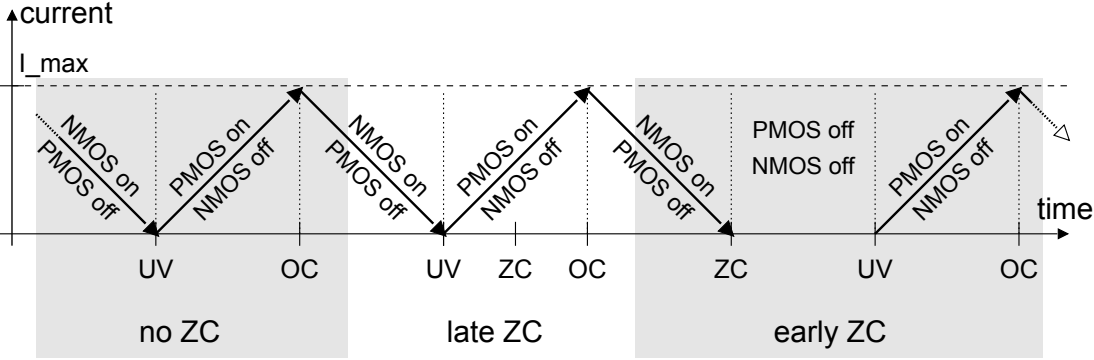 current
I_max
NMOS on
PMOS off
PMOS on
NMOS off
NMOS on
PMOS off
PMOS on
NMOS off
NMOS on
PMOS off
PMOS off
NMOS off
PMOS on
NMOS off
time
UV
OC
UV
ZC
OC
ZC
UV
OC
no ZC
late ZC
early ZC